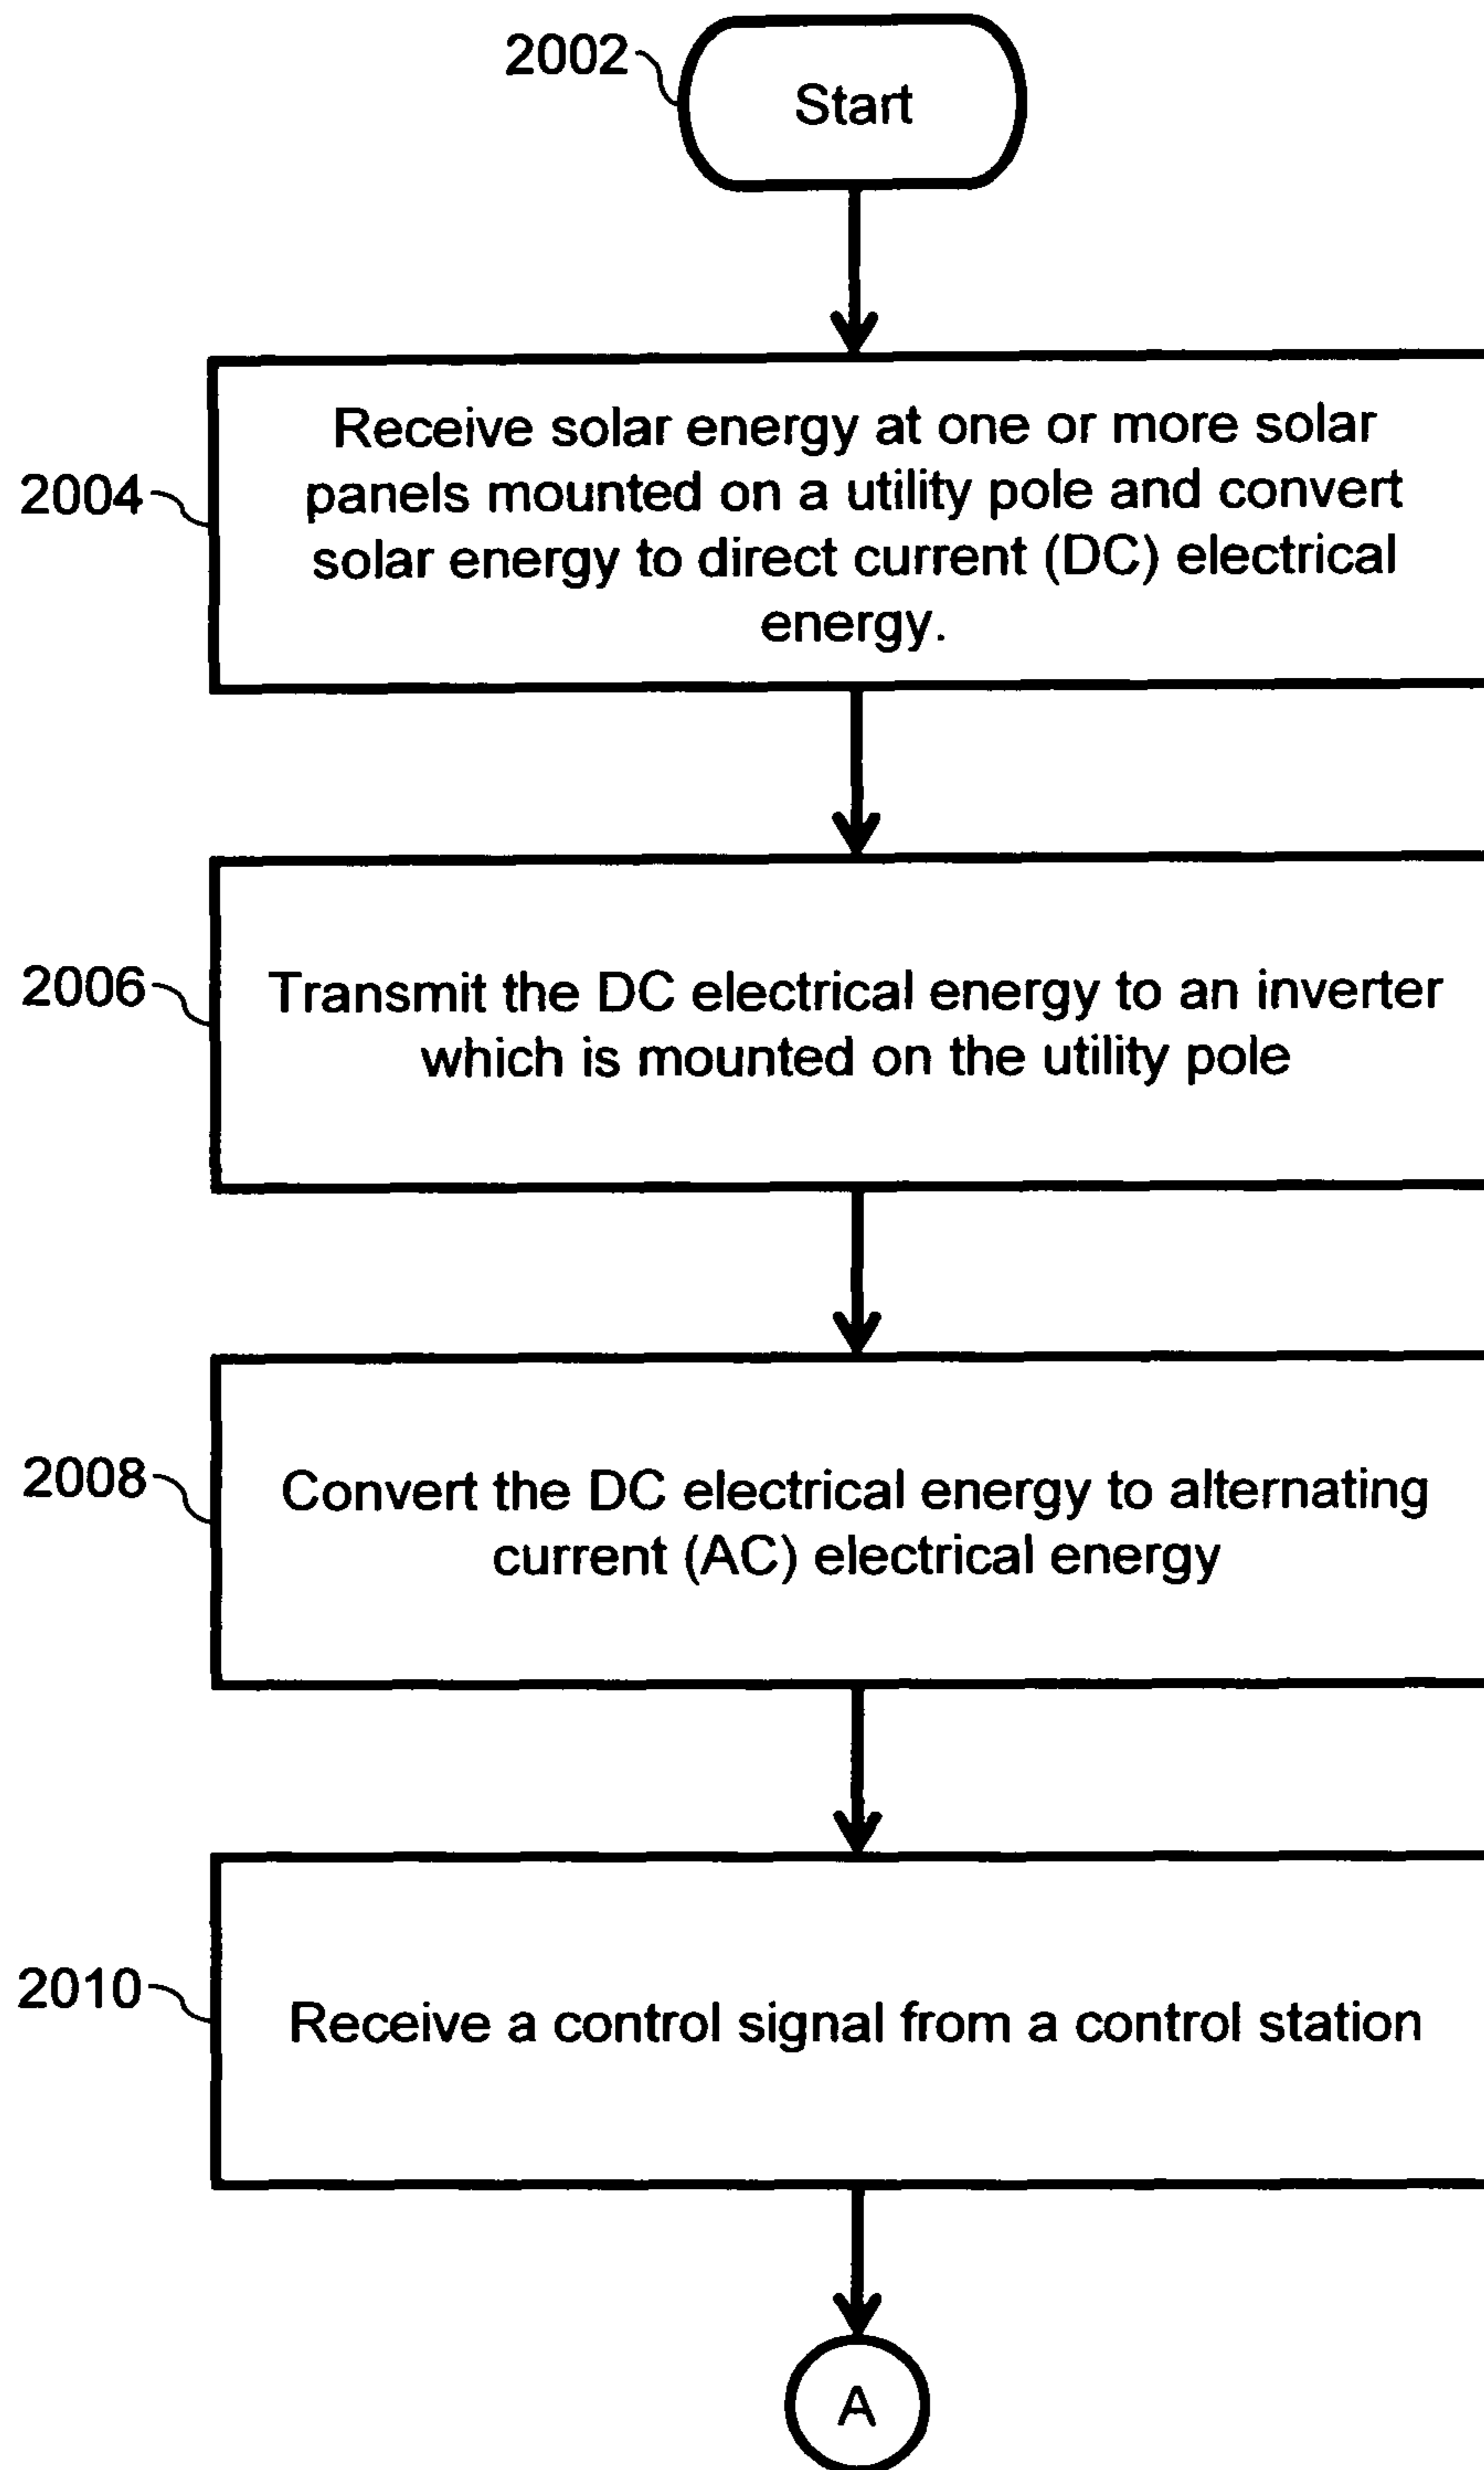 2002
Start
2004
Receive solar energy at one or more solar
panels mounted on a utility pole and convert
solar energy to direct current (DC) electrical
energy.
2006
Transmit the DC electrical energy to an inverter
which is mounted on the utility pole
2008
Convert the DC electrical energy to alternating
current (AC) electrical energy
2010
Receive a control signal from a control station
A